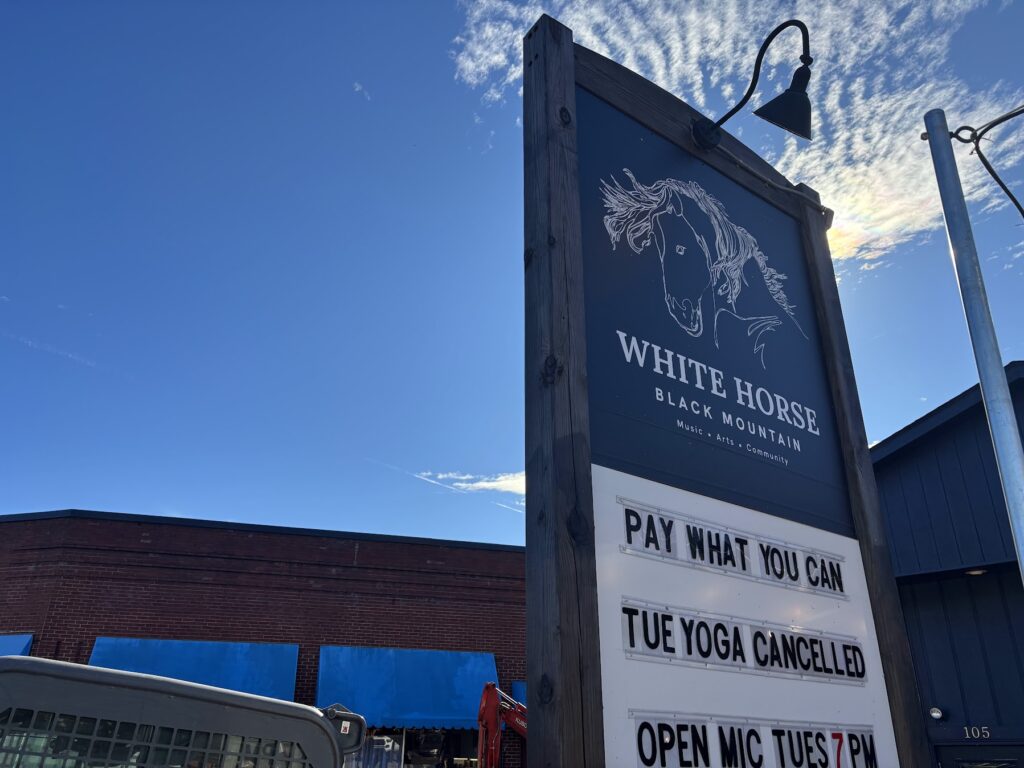 WHITE HORSE
BLACK MOUNTAIN
Music • Arts • Community
PAY WHAT YOU CAN
TUE YOGA CANCELLED
OPEN MIC TUES 7 PM
105